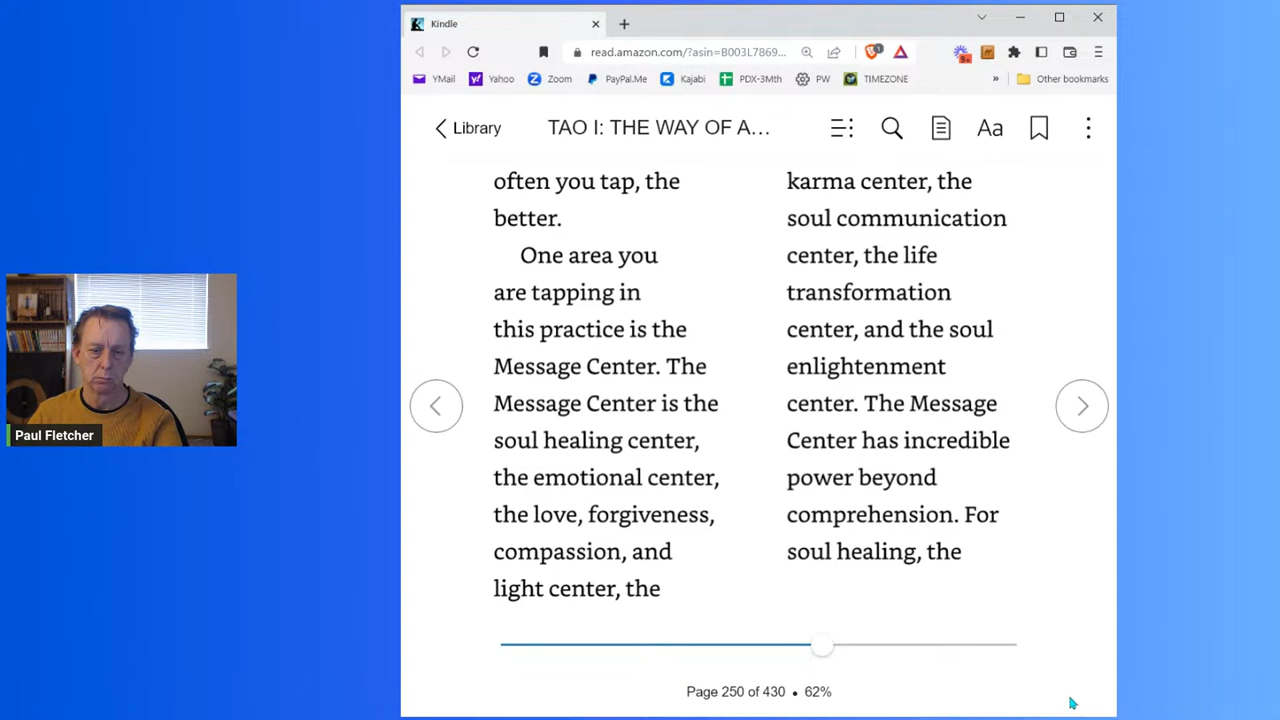 Kindle
read.amazon.com/?asin=B003L7869...
YMail
Yahoo
Zoom
PayPal.Me
Kajabi
PDX-3Mth
PW
TIMEZONE
»
Other bookmarks
Library
TAO I: THE WAY OF A...
Aa
often you tap, the
better.
One area you
are tapping in
this practice is the
Message Center. The
Message Center is the
soul healing center,
the emotional center,
the love, forgiveness,
compassion, and
light center, the
karma center, the
soul communication
center, the life
transformation
center, and the soul
enlightenment
center. The Message
Center has incredible
power beyond
comprehension. For
soul healing, the
Page 250 of 430 • 62%
Paul Fletcher